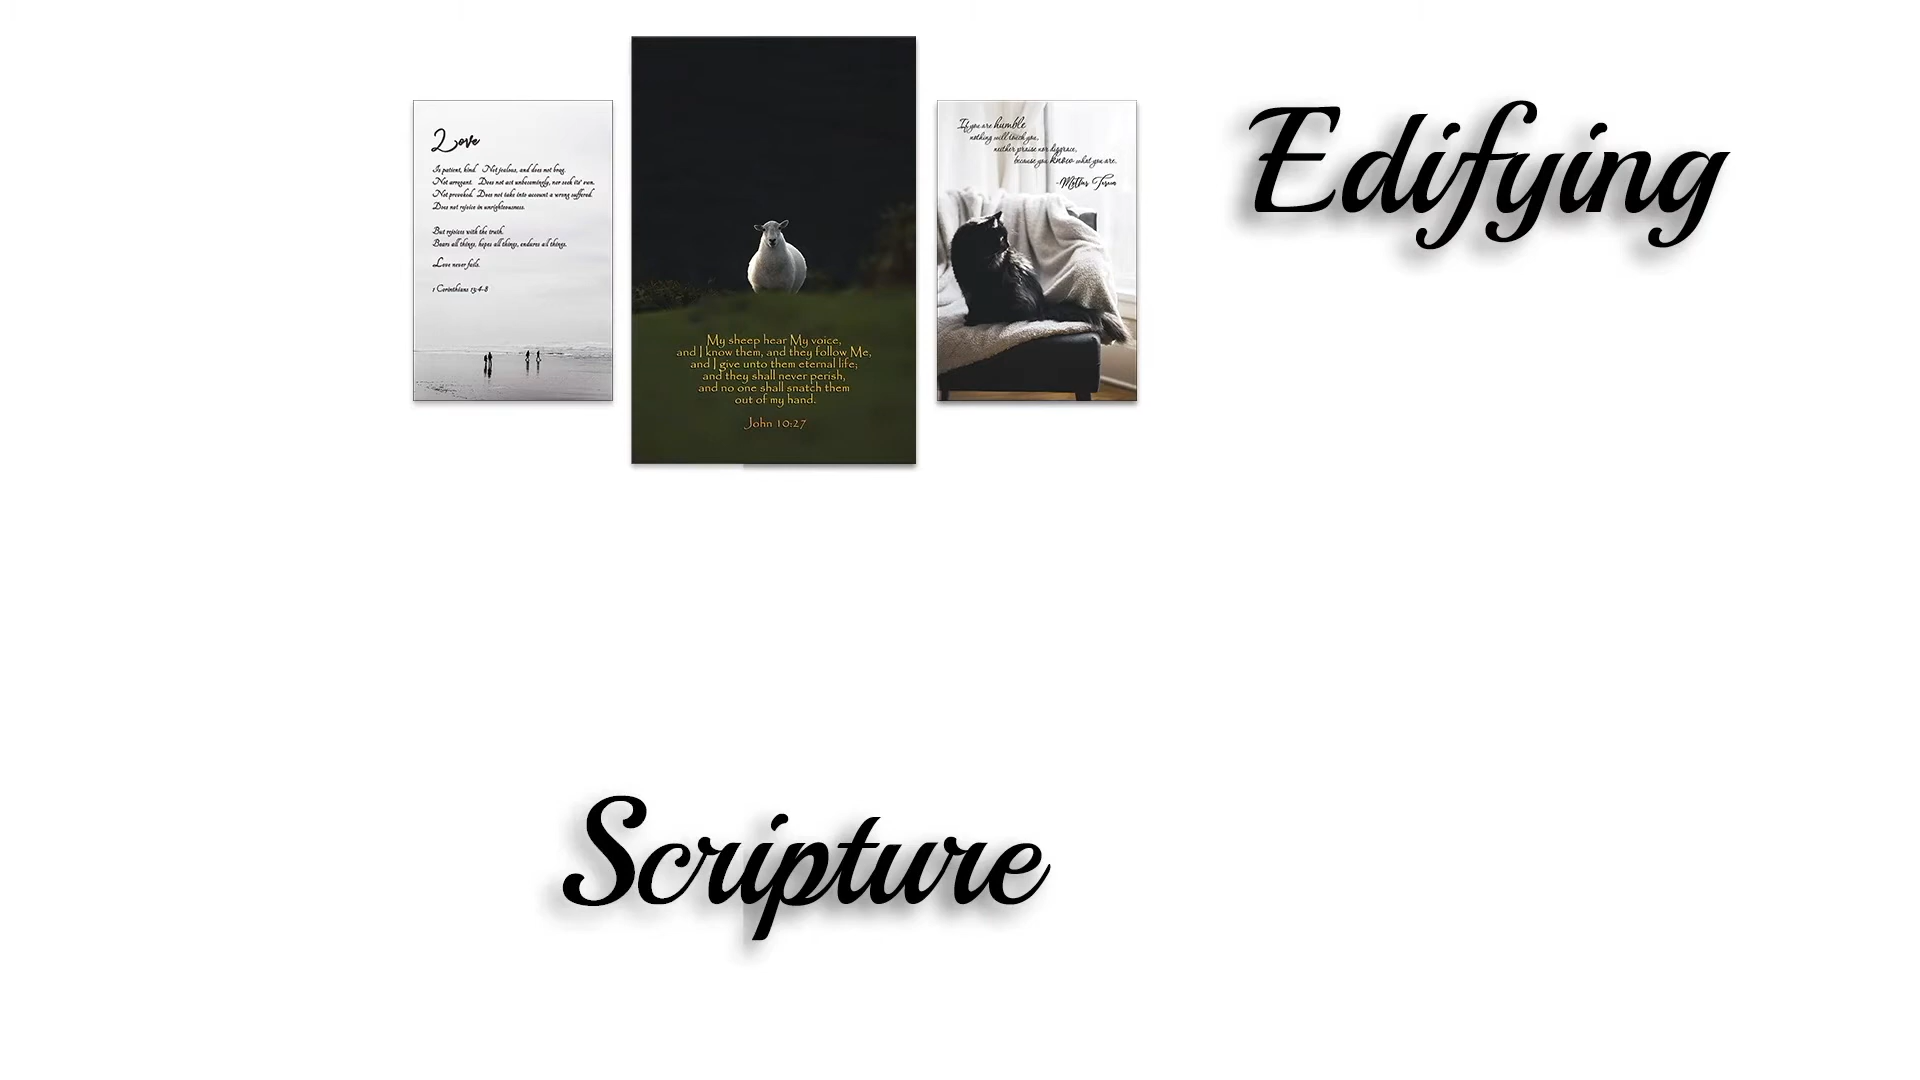 Love
Is patient, kind. Not jealous, and does not brag.
Not arrogant. Does not act unbecomingly, nor seek its' own.
Not provoked. Does not take into account a wrong suffered.
Does not rejoice in unrighteousness.
But rejoices with the truth.
Bears all things, hopes all things, endures all things.
Love never fails.
1 Corinthians 13:4-8
My sheep hear My voice,
and I know them, and they follow Me,
and I give unto them eternal life;
and they shall never perish,
and no one shall snatch them
out of my hand.
John 10:27
If you are humble
nothing will touch you,
neither praise nor disgrace,
because you know what you are.
-Mother Teresa
Edifying
Scripture